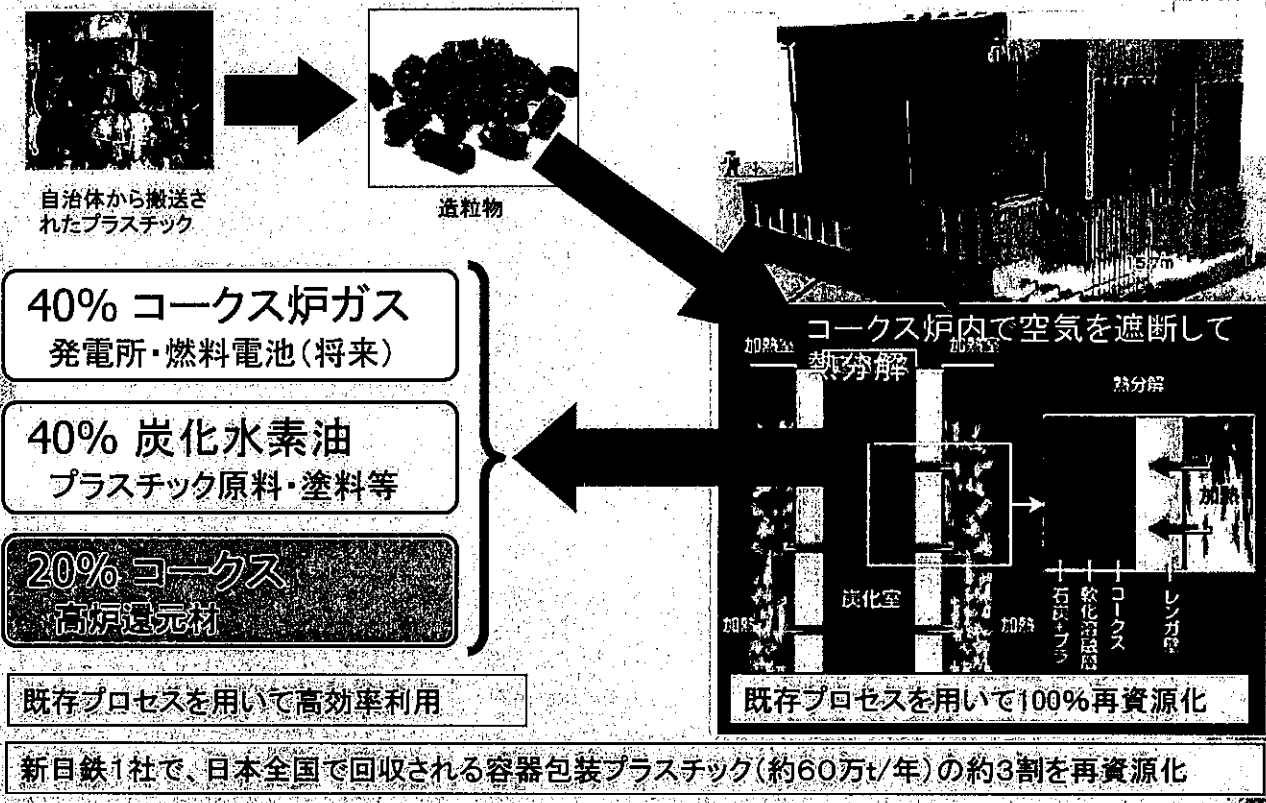 自治体から搬送さ
れたプラスチック
造粒物
15.7m
40% コークス炉ガス
発電所・燃料電池(将来)
40% 炭化水素油
プラスチック原料・塗料等
20% コークス
高炉還元材
既存プロセスを用いて高効率利用
コークス炉内で空気を遮断して
熱分解
加熱室
加熱室
熱分解
加熱
炭化室
加熱
加熱
石炭+プラ
軟化溶融層
コークス
レンガ壁
既存プロセスを用いて100%再資源化
新日鉄1社で、日本全国で回収される容器包装プラスチック(約60万t/年)の約3割を再資源化